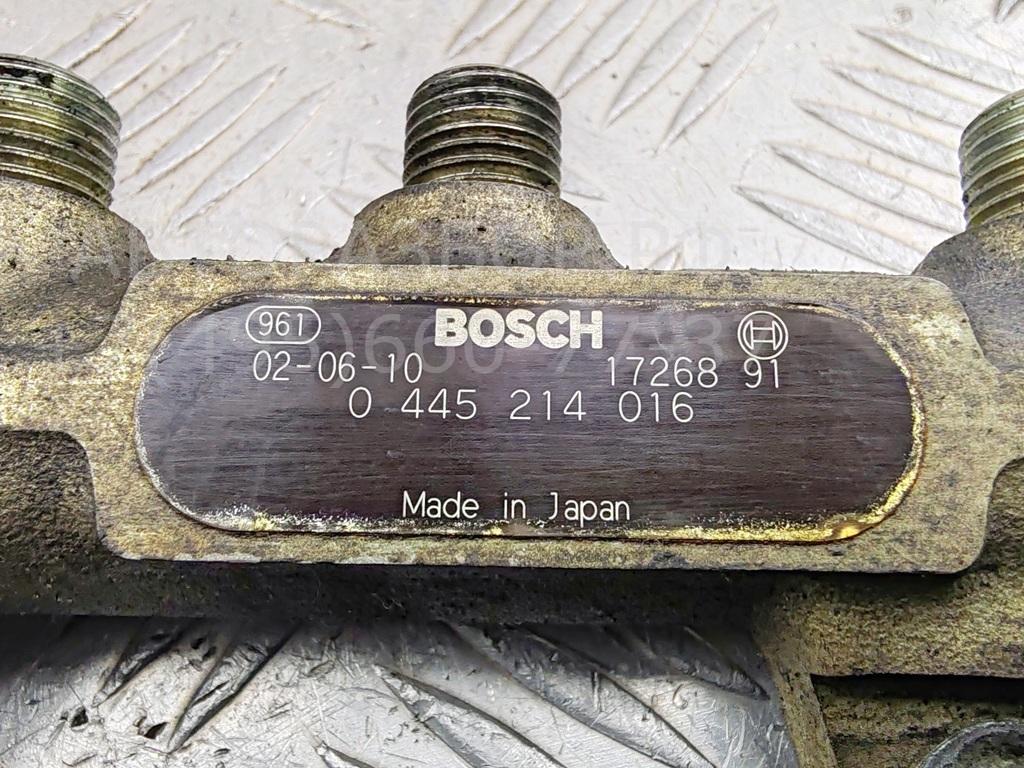 961 BOSCH
02-06-10 17268 91
0 445 214 016
Made in Japan